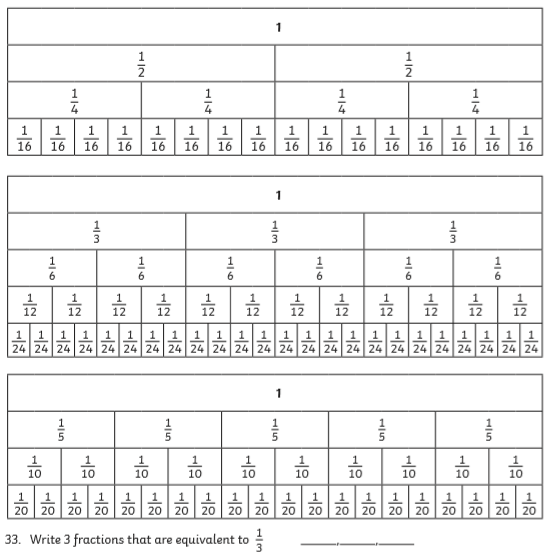 1
1/2 1/2
1/4 1/4 1/4 1/4
1/16 1/16 1/16 1/16 1/16 1/16 1/16 1/16 1/16 1/16 1/16 1/16 1/16 1/16 1/16 1/16
1
1/3 1/3 1/3
1/6 1/6 1/6 1/6 1/6 1/6
1/12 1/12 1/12 1/12 1/12 1/12 1/12 1/12 1/12 1/12 1/12 1/12
1/24 1/24 1/24 1/24 1/24 1/24 1/24 1/24 1/24 1/24 1/24 1/24 1/24 1/24 1/24 1/24 1/24 1/24 1/24 1/24 1/24 1/24 1/24 1/24
1
1/5 1/5 1/5 1/5 1/5
1/10 1/10 1/10 1/10 1/10 1/10 1/10 1/10 1/10 1/10
1/20 1/20 1/20 1/20 1/20 1/20 1/20 1/20 1/20 1/20 1/20 1/20 1/20 1/20 1/20 1/20 1/20 1/20 1/20 1/20
33. Write 3 fractions that are equivalent to 1/3 _____,_____,_____